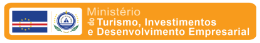 Ministério
Turismo, Investimentos
e Desenvolvimento Empresarial